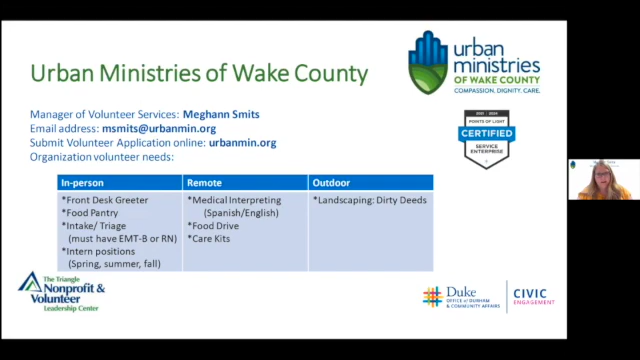 Urban Ministries of Wake County
urban
ministries
OF WAKE COUNTY
COMPASSION. DIGNITY. CARE.
Manager of Volunteer Services: Meghann Smits
Email address: msmits@urbanmin.org
Submit Volunteer Application online: urbanmin.org
Organization volunteer needs:
POINTS OF LIGHT
CERTIFIED
SERVICE
ENTERPRISE
In-person
*Front Desk Greeter
*Food Pantry
*Intake/ Triage
(must have EMT-B or RN)
*Intern positions
(Spring, summer, fall)
Remote
*Medical Interpreting
(Spanish/English)
*Food Drive
*Care Kits
Outdoor
*Landscaping: Dirty Deeds
The Triangle
Nonprofit &
Volunteer
Leadership Center
Duke
OFFICE OF DURHAM
& COMMUNITY AFFAIRS
CIVIC
ENGAGEMENT